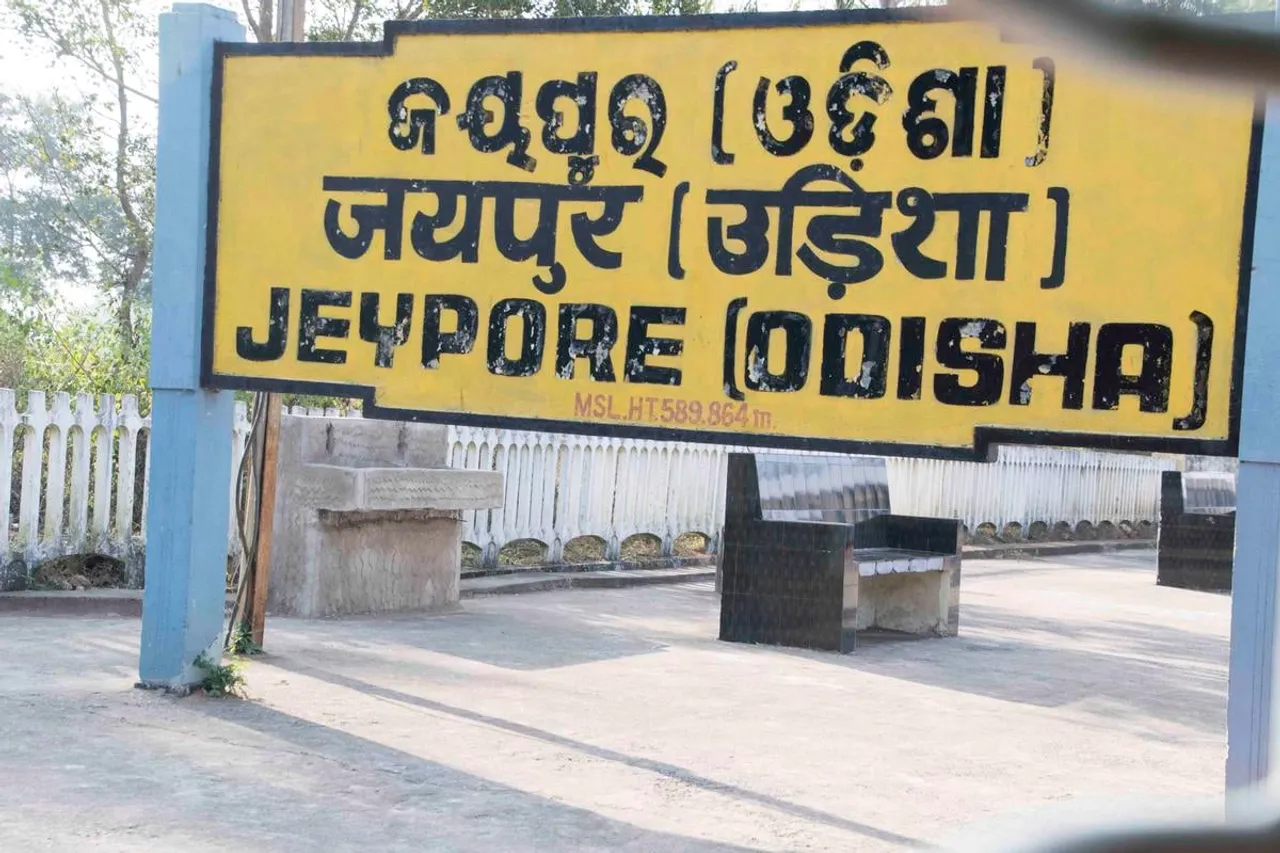 ଜୟପୁର (ଓଡ଼ିଶା)
जयपुर (उड़िशा)
JEYPORE (ODISHA)
MSL.HT.589.864 m.